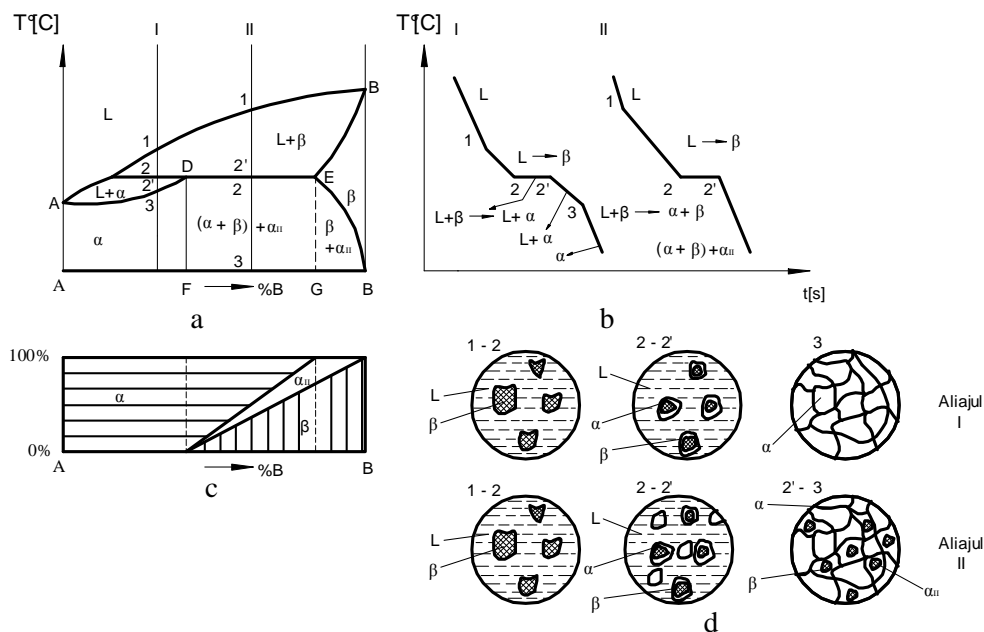 T°[C]
I
II
B
L
1
1
L+β
2
D
2'
E
2'
2
A
L+α
3
β
α
(α + β) + αII
β
+αII
3
A
F
%B
G
B
a
T°[C]
I
II
L
1
L
1
L → β
L → β
2
2'
2
2'
L+β → L+ α
3
L+β → α + β
L+ α
α
(α + β) + αII
t[s]
b
100%
α
αII
β
0%
A
%B
B
c
1 - 2
2 - 2'
3
L
L
β
α
α
β
Aliajul
I
1 - 2
2 - 2'
2' - 3
α
L
L
β
α
β
αII
Aliajul
II
d